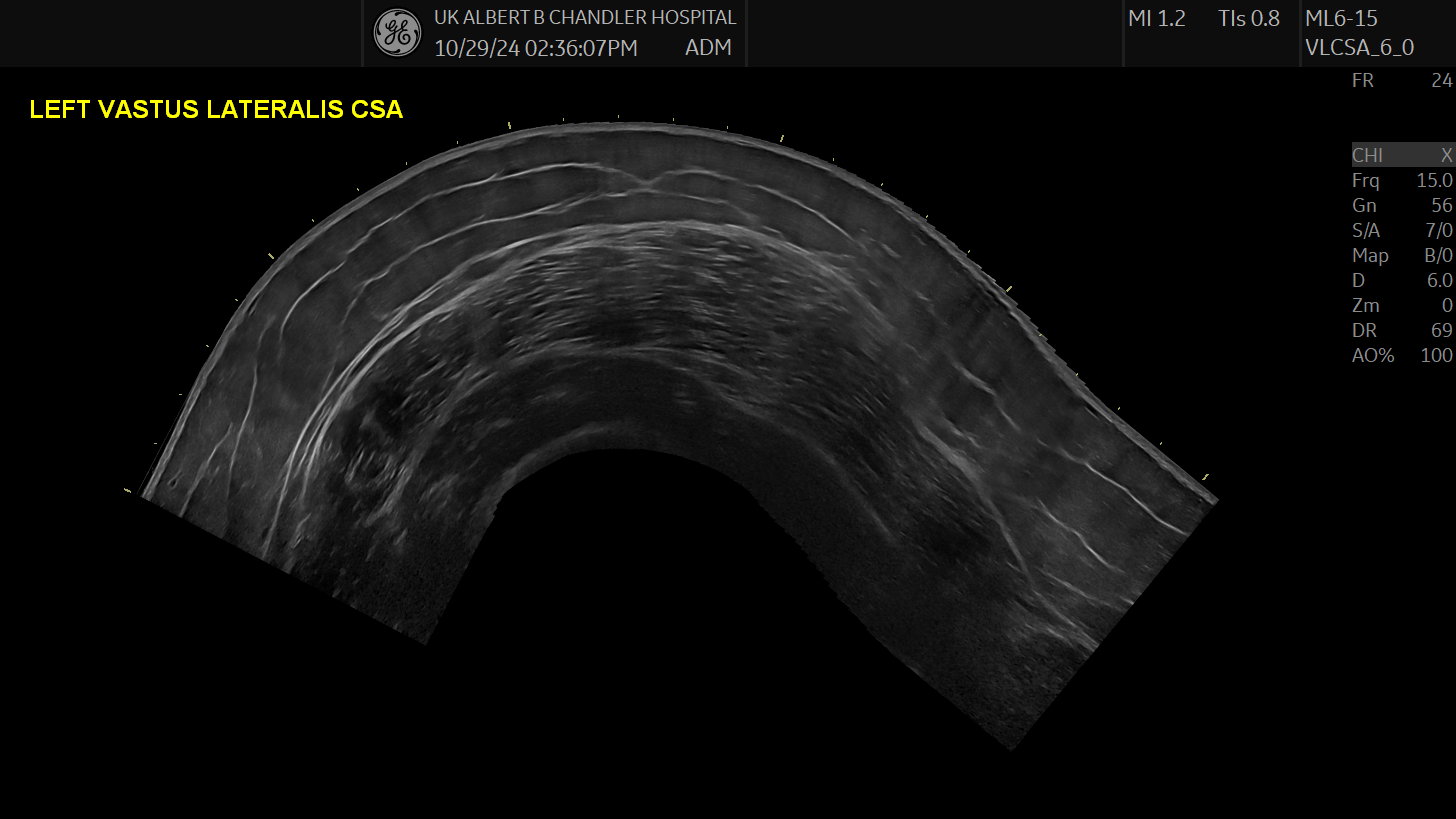 UK ALBERT B CHANDLER HOSPITAL
10/29/24 02:36:07PM ADM
MI 1.2 TIs 0.8
ML6-15
VLCSA_6_0
LEFT VASTUS LATERALIS CSA
FR 24
CHI X
Frq 15.0
Gn 56
S/A 7/0
Map B/0
D 6.0
Zm 0
DR 69
AO% 100